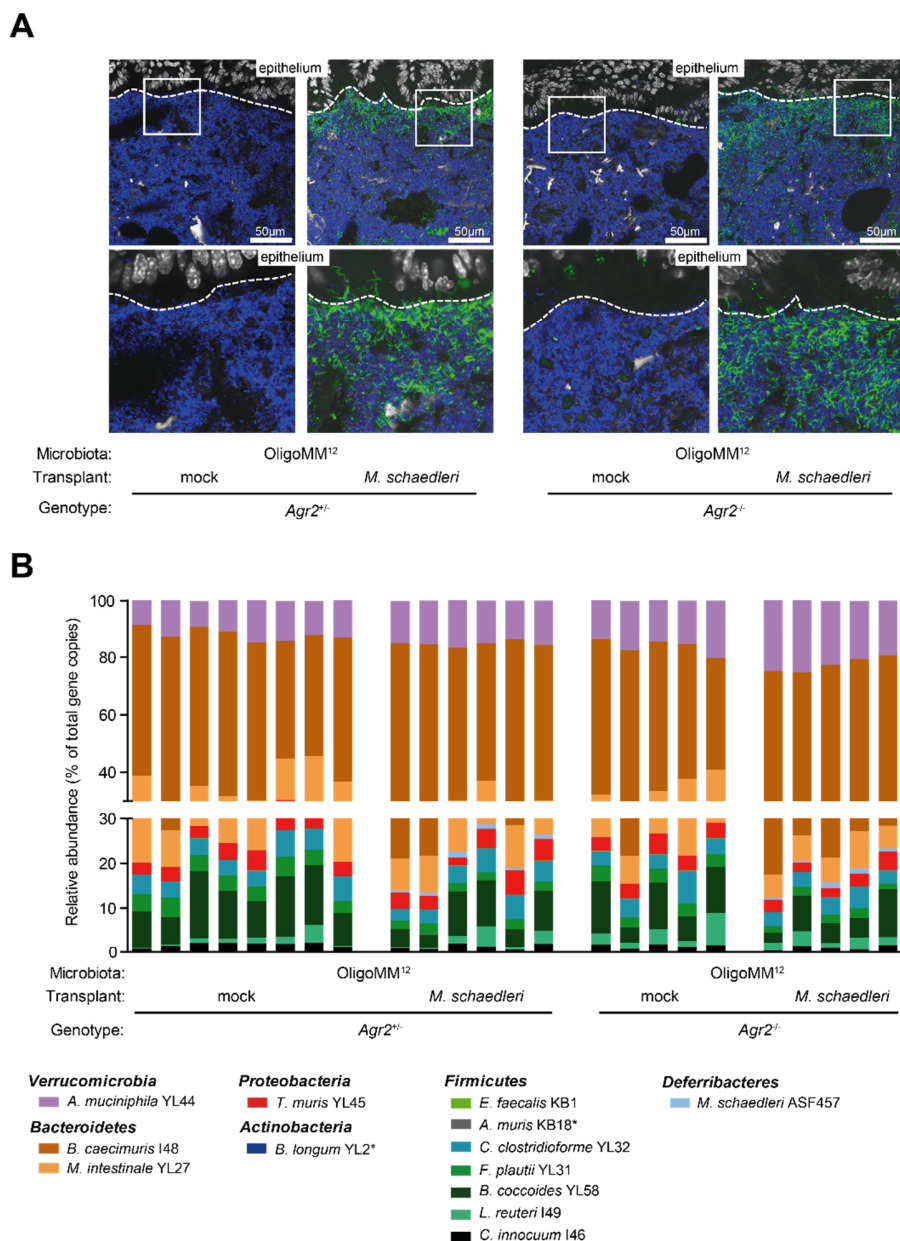 A
epithelium epithelium
50µm 50µm 50µm 50µm
epithelium epithelium
Microbiota: OligoMM¹² OligoMM¹²
Transplant: mock M. schaedleri mock M. schaedleri
Genotype: Agr2⁺/⁻ Agr2⁻/⁻
B
Relative abundance (% of total gene copies)
100
80
60
40
30
20
10
0
Microbiota: OligoMM¹² OligoMM¹²
Transplant: mock M. schaedleri mock M. schaedleri
Genotype: Agr2⁺/⁻ Agr2⁻/⁻
Verrucomicrobia
A. muciniphila YL44
Bacteroidetes
B. caecimuris I48
M. intestinale YL27
Proteobacteria
T. muris YL45
Actinobacteria
B. longum YL2*
Firmicutes
E. faecalis KB1
A. muris KB18*
C. clostridioforme YL32
F. plautii YL31
B. coccoides YL58
L. reuteri I49
C. innocuum I46
Deferribacteres
M. schaedleri ASF457